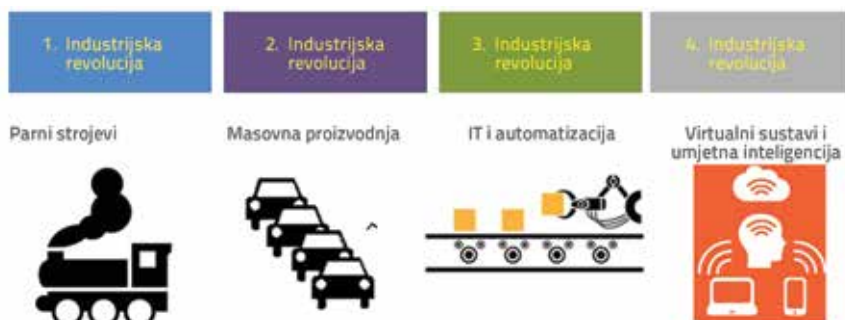 1. Industrijska
revolucija
2. Industrijska
revolucija
3. Industrijska
revolucija
4. Industrijska
revolucija
Parni strojevi
Masovna proizvodnja
IT i automatizacija
Virtualni sustavi i
umjetna inteligencija